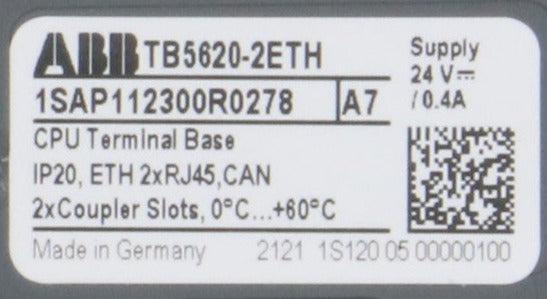 ABB TB5620-2ETH
1SAP112300R0278 A7
Supply
24 V⎓
/ 0.4A
CPU Terminal Base
IP20, ETH 2xRJ45,CAN
2xCoupler Slots, 0°C...+60°C
Made in Germany 2121 1S120 05 00000100